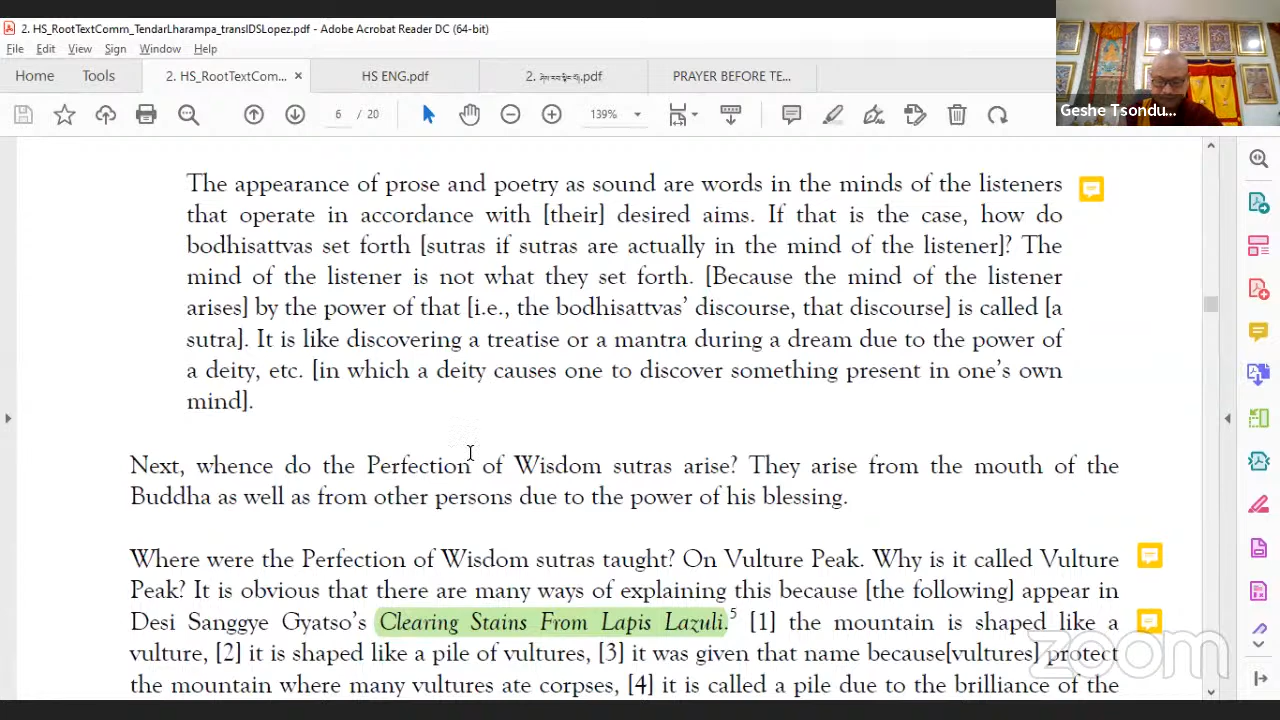 2. HS_RootTextComm_TendarLharampa_transIDSLopez.pdf - Adobe Acrobat Reader DC (64-bit)
File Edit View Sign Window Help
Home Tools 2. HS_RootTextCom... × HS ENG.pdf PRAYER BEFORE TE...
6 / 20 139%
Geshe Tsondu...
The appearance of prose and poetry as sound are words in the minds of the listeners
that operate in accordance with [their] desired aims. If that is the case, how do
bodhisattvas set forth [sutras if sutras are actually in the mind of the listener]? The
mind of the listener is not what they set forth. [Because the mind of the listener
arises] by the power of that [i.e., the bodhisattvas' discourse, that discourse] is called [a
sutra]. It is like discovering a treatise or a mantra during a dream due to the power of
a deity, etc. [in which a deity causes one to discover something present in one's own
mind].
Next, whence do the Perfection of Wisdom sutras arise? They arise from the mouth of the
Buddha as well as from other persons due to the power of his blessing.
Where were the Perfection of Wisdom sutras taught? On Vulture Peak. Why is it called Vulture
Peak? It is obvious that there are many ways of explaining this because [the following] appear in
Desi Sanggye Gyatso's Clearing Stains From Lapis Lazuli.5 [1] the mountain is shaped like a
vulture, [2] it is shaped like a pile of vultures, [3] it was given that name because[vultures] protect
the mountain where many vultures ate corpses, [4] it is called a pile due to the brilliance of the
zoom